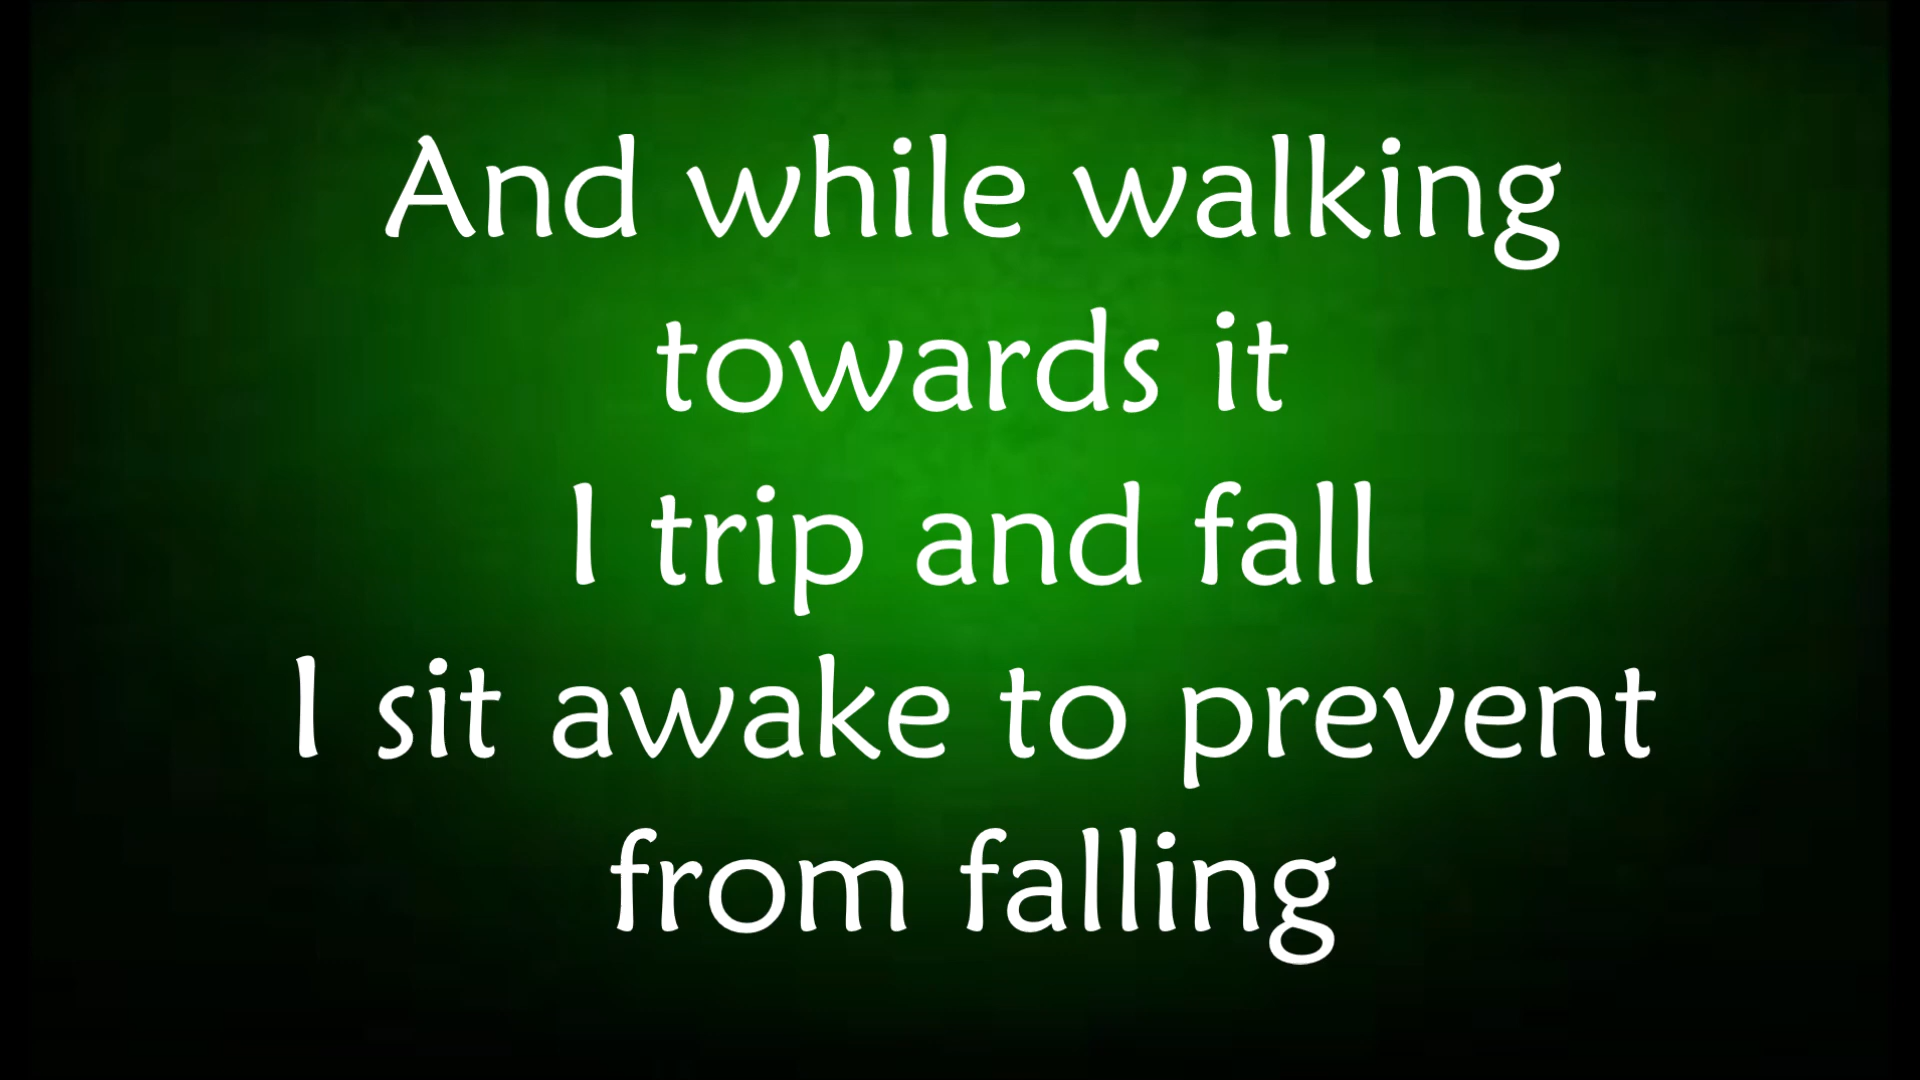 And while walking
towards it
I trip and fall
I sit awake to prevent
from falling